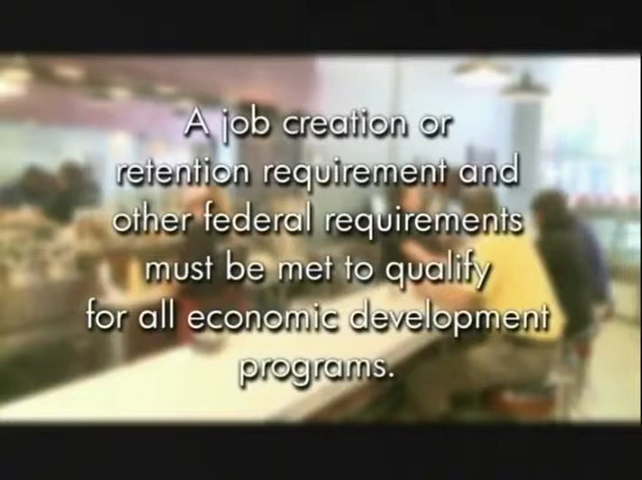 A job creation or
retention requirement and
other federal requirements
must be met to qualify
for all economic development
programs.